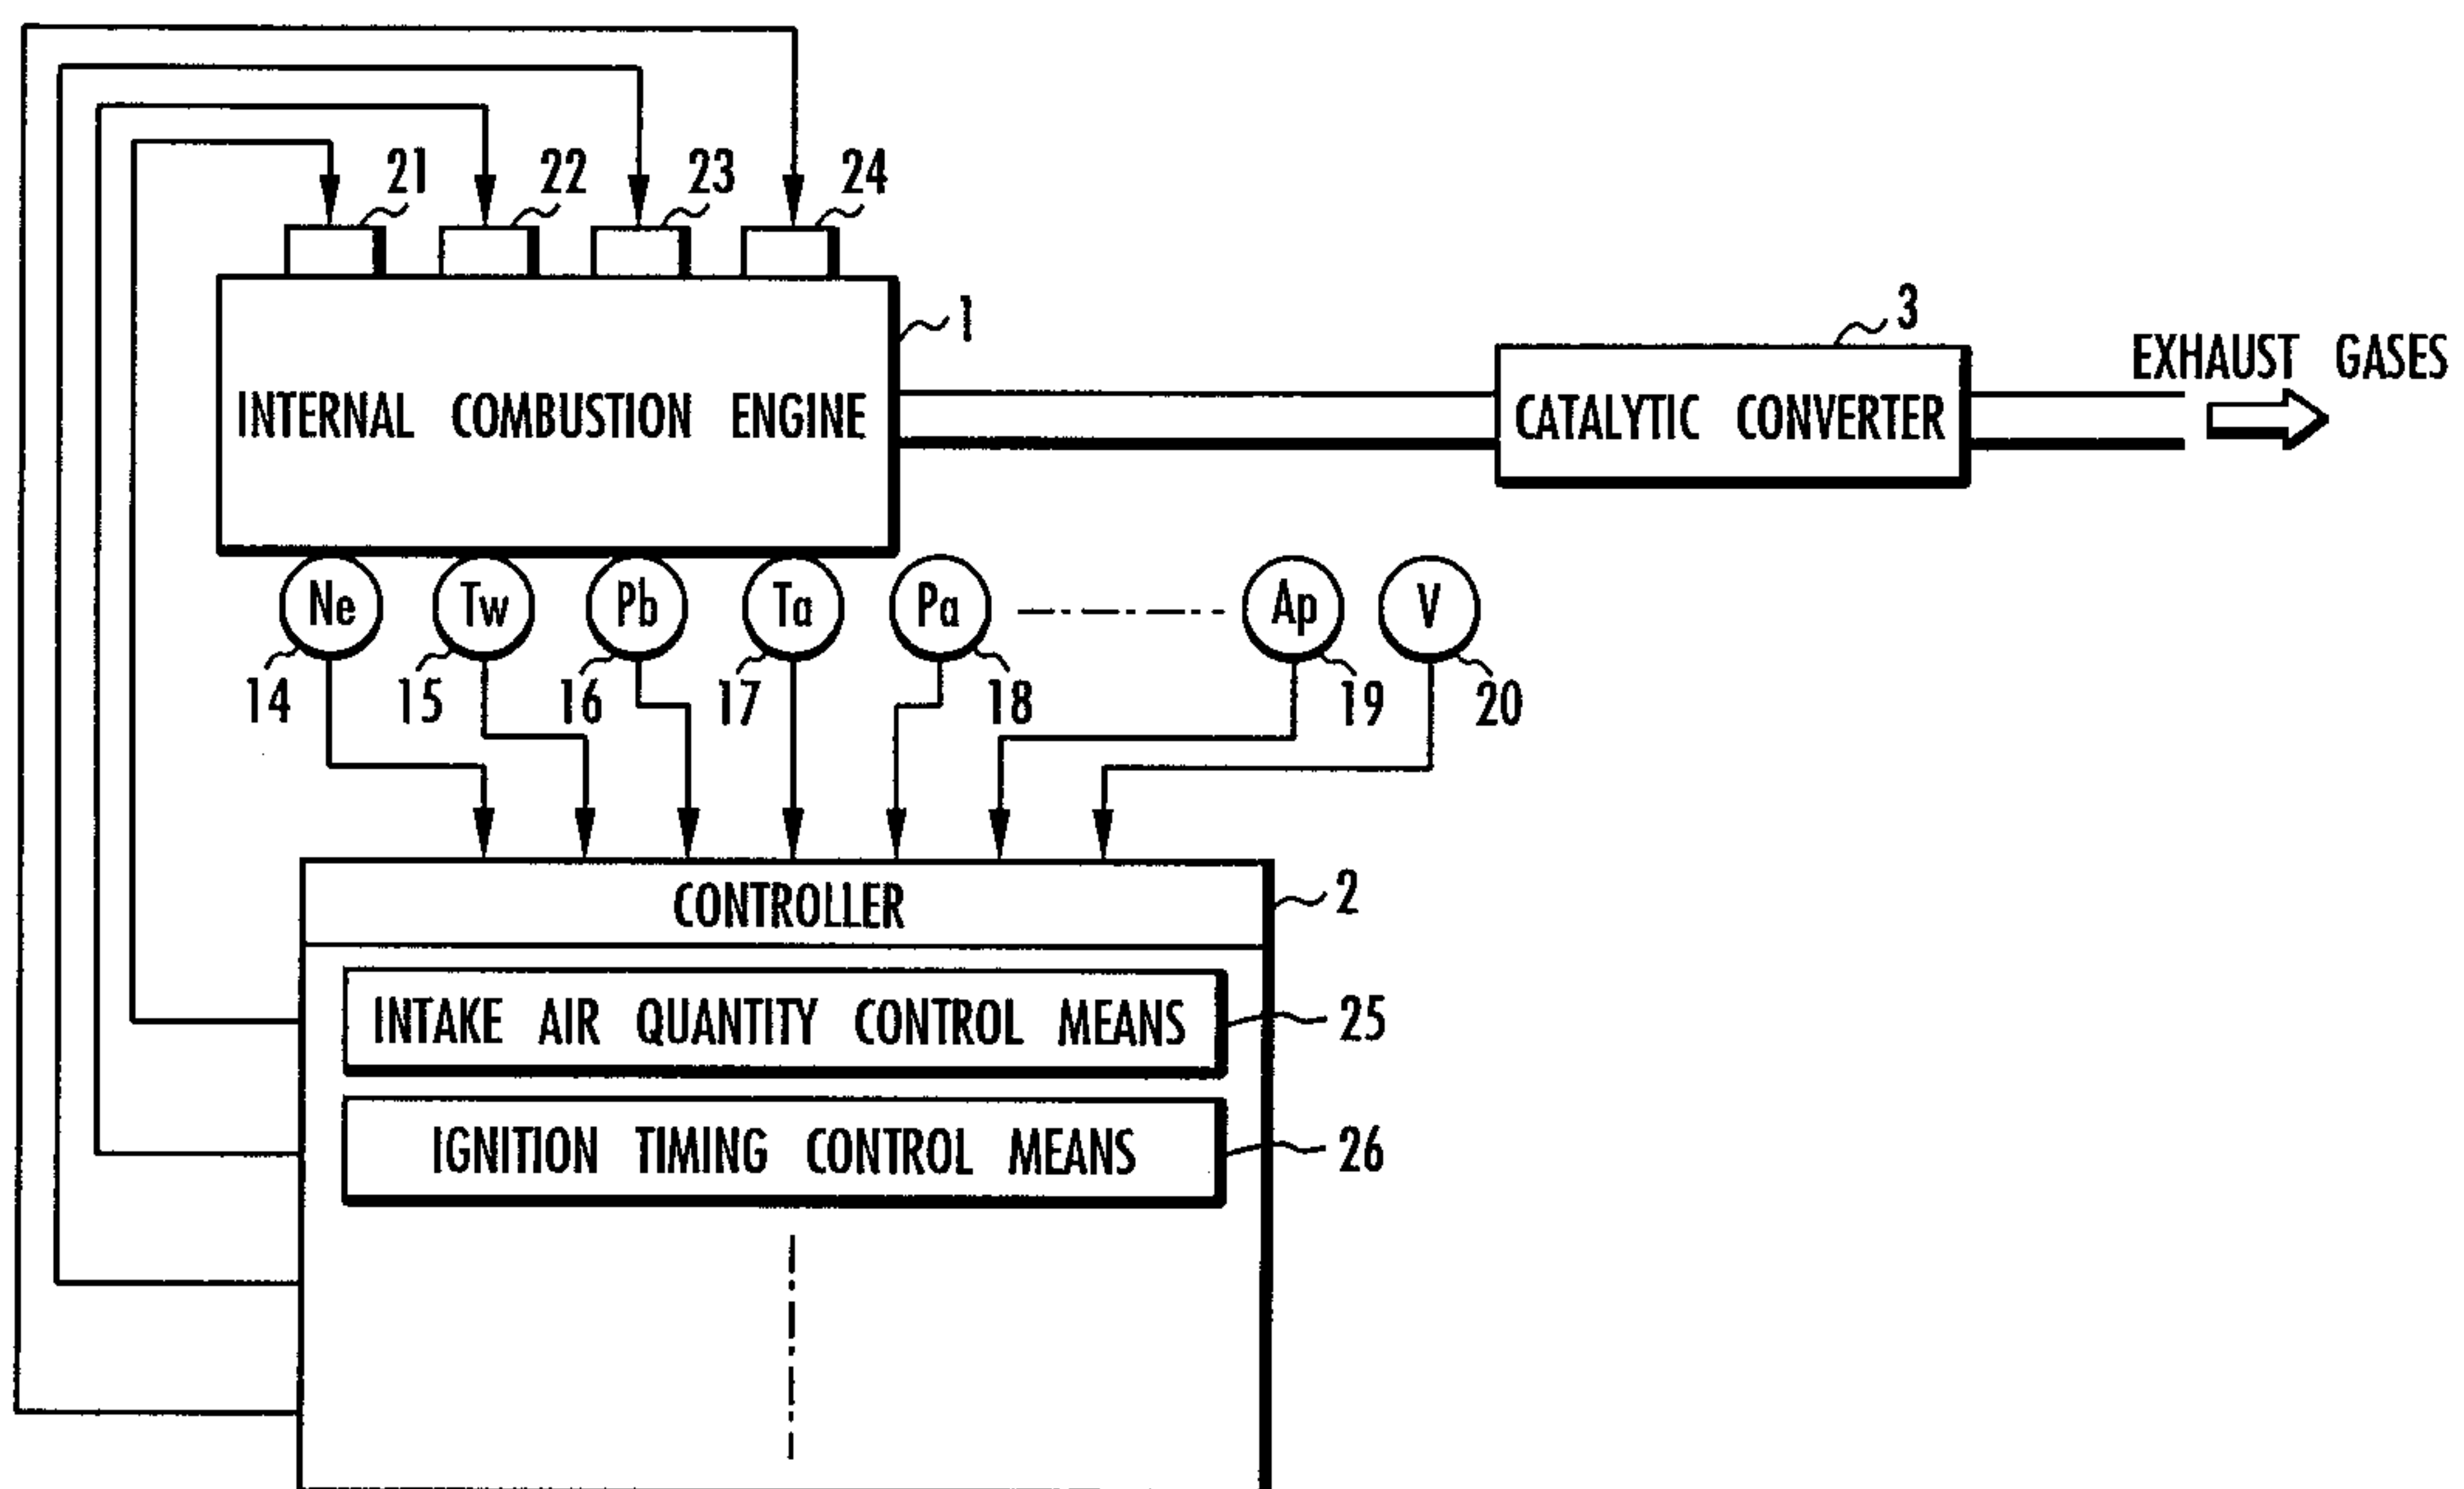 21 22 23 24
1
3
EXHAUST GASES
INTERNAL COMBUSTION ENGINE
CATALYTIC CONVERTER
Ne Tw Pb Ta Pa Ap V
14 15 16 17 18 19 20
CONTROLLER
2
INTAKE AIR QUANTITY CONTROL MEANS
25
IGNITION TIMING CONTROL MEANS
26